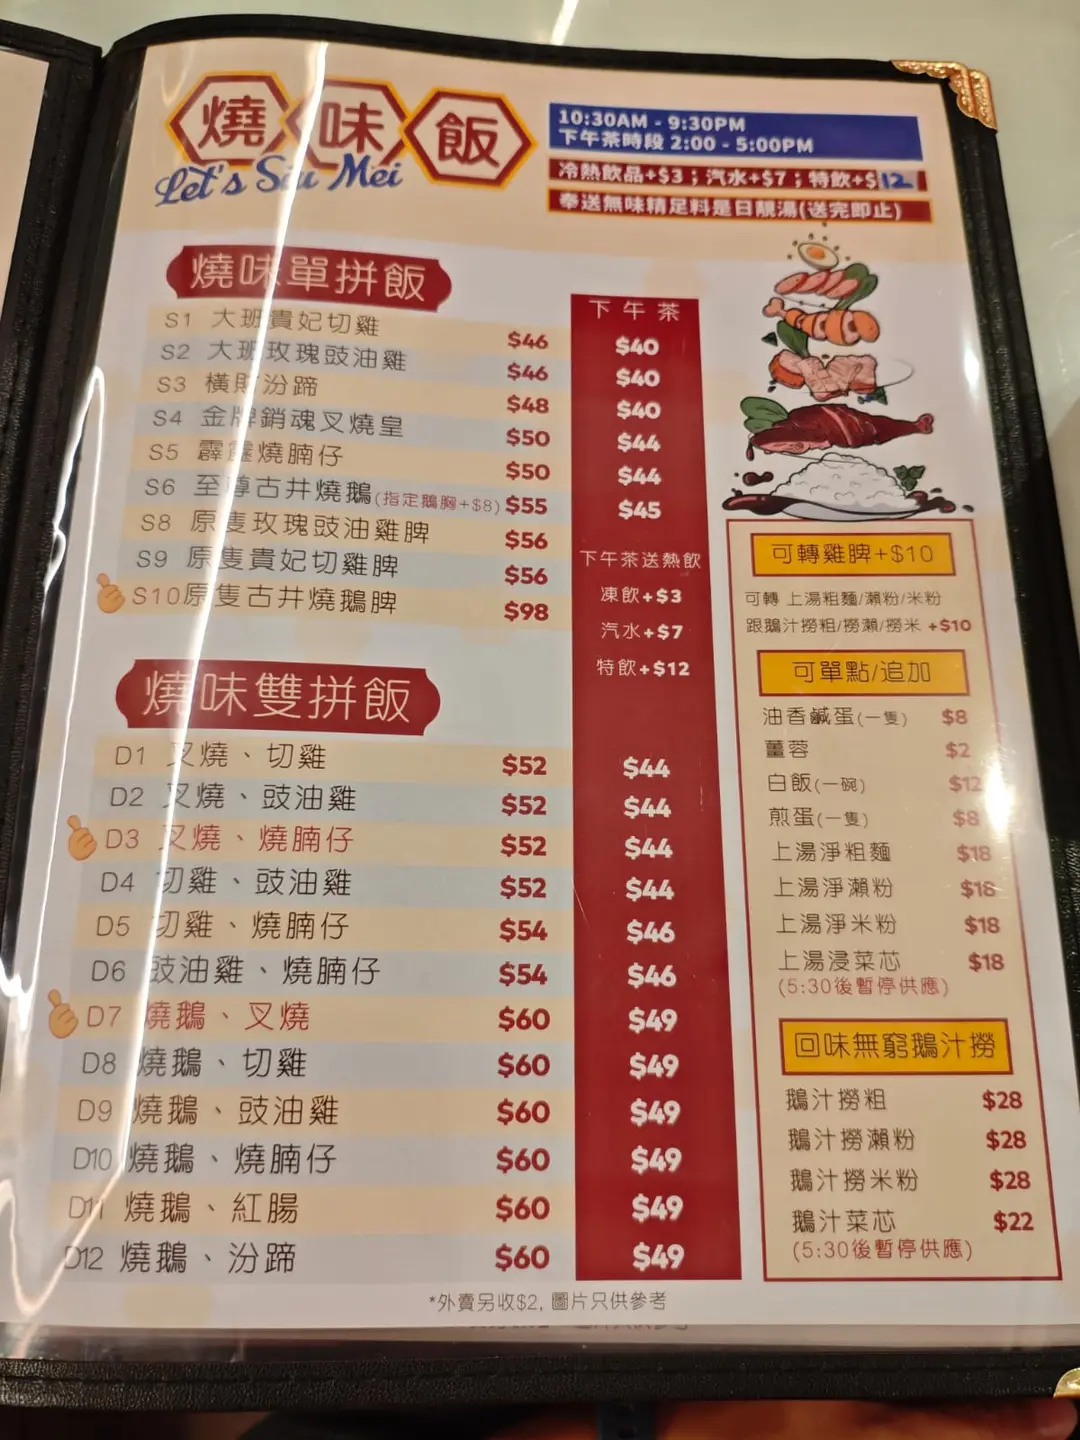 燒味飯
Let's Siu Mei
10:30AM - 9:30PM
下午茶時段 2:00 - 5:00PM
冷熱飲品+$3；汽水+$7；特飲+$12
奉送無味精足料是日靚湯(送完即止)
燒味單拼飯
下午茶
S1 大班貴妃切雞 $46 $40
S2 大班玫瑰豉油雞 $46 $40
S3 橫財汾蹄 $48 $40
S4 金牌銷魂叉燒皇 $50 $44
S5 霹靂燒腩仔 $50 $44
S6 至尊古井燒鵝(指定鵝胸+$8) $55 $45
S8 原隻玫瑰豉油雞脾 $56
S9 原隻貴妃切雞脾 $56
S10 原隻古井燒鵝脾 $98
下午茶送熱飲
凍飲+$3
汽水+$7
特飲+$12
燒味雙拼飯
D1 叉燒、切雞 $52 $44
D2 叉燒、豉油雞 $52 $44
D3 叉燒、燒腩仔 $52 $44
D4 切雞、豉油雞 $52 $44
D5 切雞、燒腩仔 $54 $46
D6 豉油雞、燒腩仔 $54 $46
D7 燒鵝、叉燒 $60 $49
D8 燒鵝、切雞 $60 $49
D9 燒鵝、豉油雞 $60 $49
D10 燒鵝、燒腩仔 $60 $49
D11 燒鵝、紅腸 $60 $49
D12 燒鵝、汾蹄 $60 $49
可轉雞脾+$10
可轉 上湯粗麵/瀨粉/米粉
跟鵝汁撈粗/撈瀨/撈米 +$10
可單點/追加
油香鹹蛋(一隻) $8
薑蓉 $2
白飯(一碗) $12
煎蛋(一隻) $8
上湯淨粗麵 $18
上湯淨瀨粉 $18
上湯淨米粉 $18
上湯浸菜芯 $18
(5:30後暫停供應)
回味無窮鵝汁撈
鵝汁撈粗 $28
鵝汁撈瀨粉 $28
鵝汁撈米粉 $28
鵝汁菜芯 $22
(5:30後暫停供應)
*外賣另收$2, 圖片只供參考